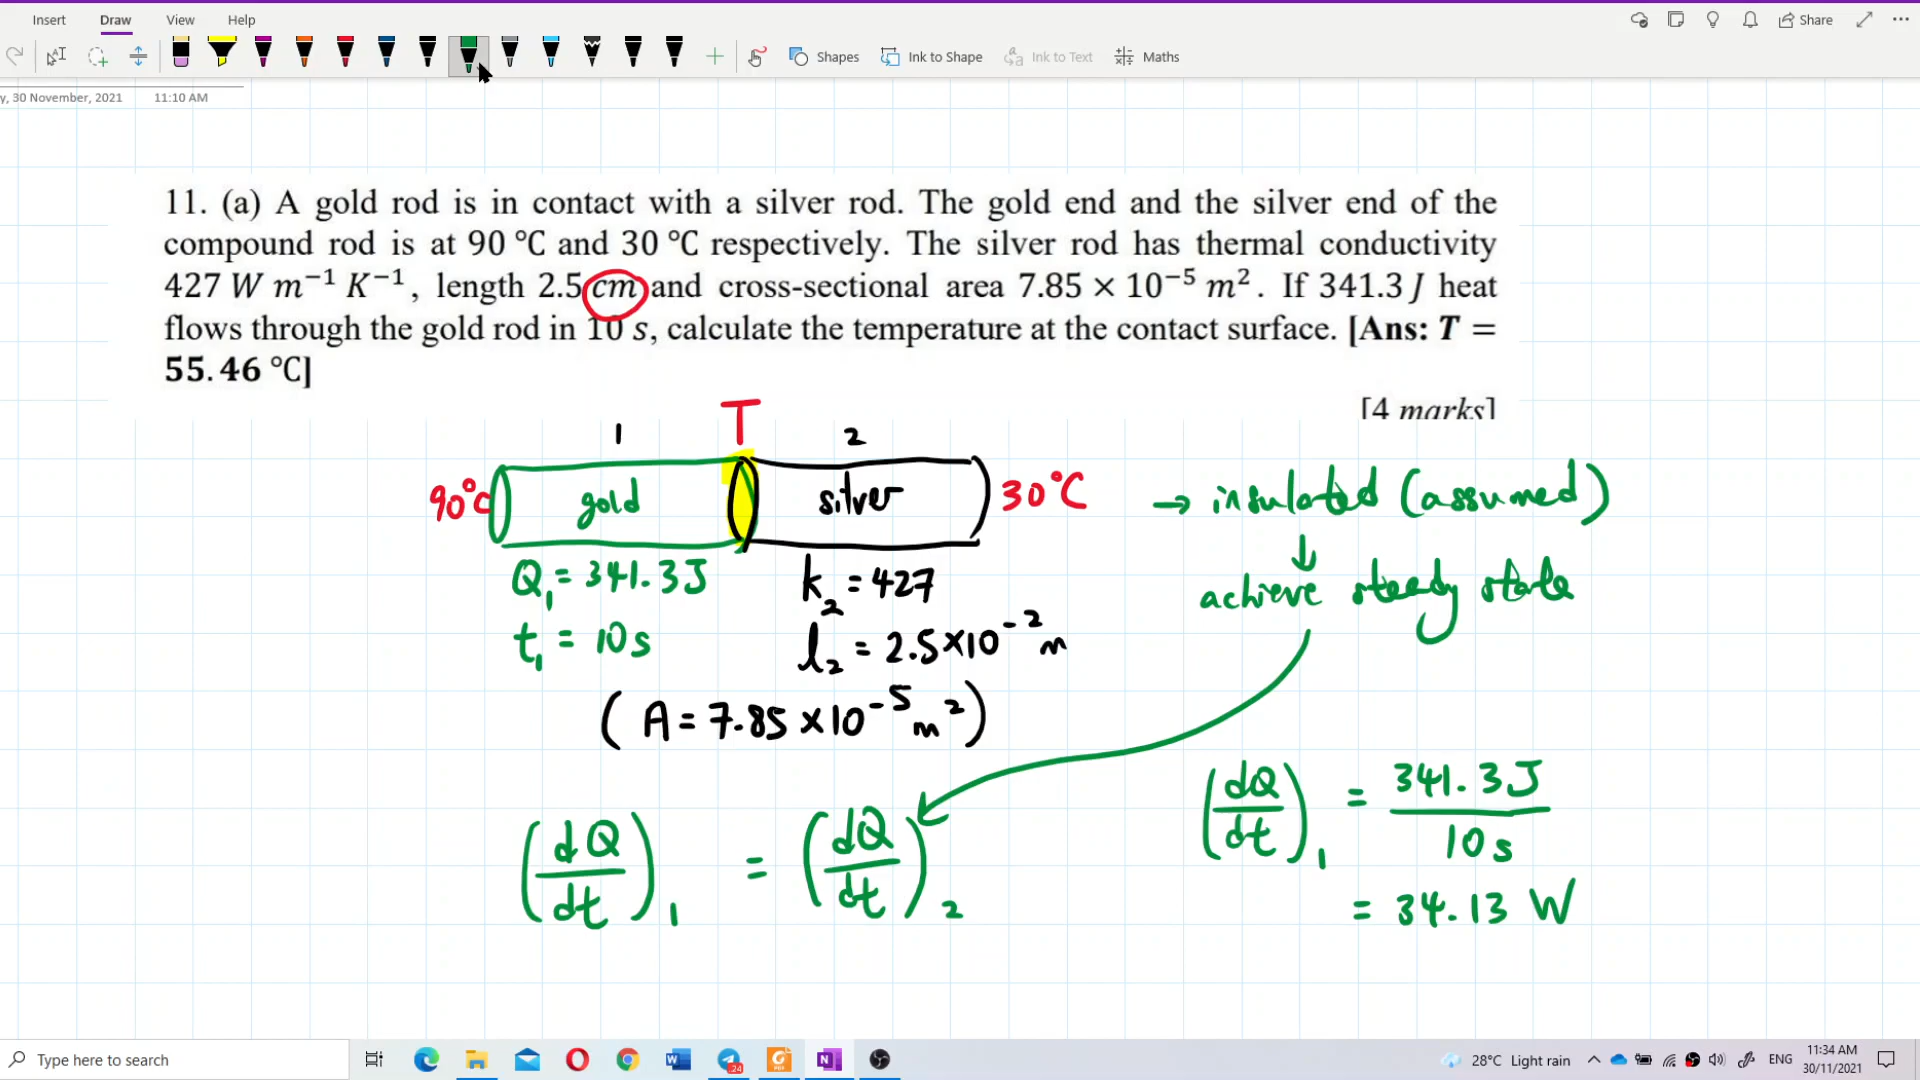 Insert Draw View Help
Share
Shapes Ink to Shape Ink to Text Maths
y, 30 November, 2021 11:10 AM
11. (a) A gold rod is in contact with a silver rod. The gold end and the silver end of the
compound rod is at 90 °C and 30 °C respectively. The silver rod has thermal conductivity
427 W m⁻¹ K⁻¹, length 2.5 cm and cross-sectional area 7.85 × 10⁻⁵ m². If 341.3 J heat
flows through the gold rod in 10 s, calculate the temperature at the contact surface. [Ans: T =
55.46 °C]
[4 marks]
T
1 2
90°C gold silver 30°C → insulated (assumed)
↓
Q₁ = 341.3J k₂ = 427 achieve steady state
t₁ = 10s l₂ = 2.5×10⁻² m
(A = 7.85 ×10⁻⁵ m²)
(dQ/dt)₁ = 341.3J / 10s
(dQ/dt)₁ = (dQ/dt)₂
= 34.13 W
Type here to search
24
28°C Light rain
ENG
11:34 AM
30/11/2021